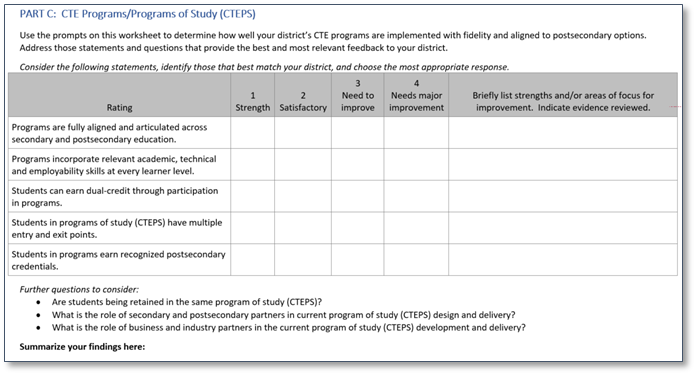 PART C:  CTE Programs/Programs of Study (CTEPS)
Use the prompts on this worksheet to determine how well your district's CTE programs are implemented with fidelity and aligned to postsecondary options.
Address those statements and questions that provide the best and most relevant feedback to your district.
Consider the following statements, identify those that best match your district, and choose the most appropriate response.
Rating
1
Strength
2
Satisfactory
3
Need to
improve
4
Needs major
improvement
Briefly list strengths and/or areas of focus for
improvement.  Indicate evidence reviewed.
Programs are fully aligned and articulated across
secondary and postsecondary education.
Programs incorporate relevant academic, technical
and employability skills at every learner level.
Students can earn dual-credit through participation
in programs.
Students in programs of study (CTEPS) have multiple
entry and exit points.
Students in programs earn recognized postsecondary
credentials.
Further questions to consider:
• Are students being retained in the same program of study (CTEPS)?
• What is the role of secondary and postsecondary partners in current program of study (CTEPS) design and delivery?
• What is the role of business and industry partners in the current program of study (CTEPS) development and delivery?
Summarize your findings here: